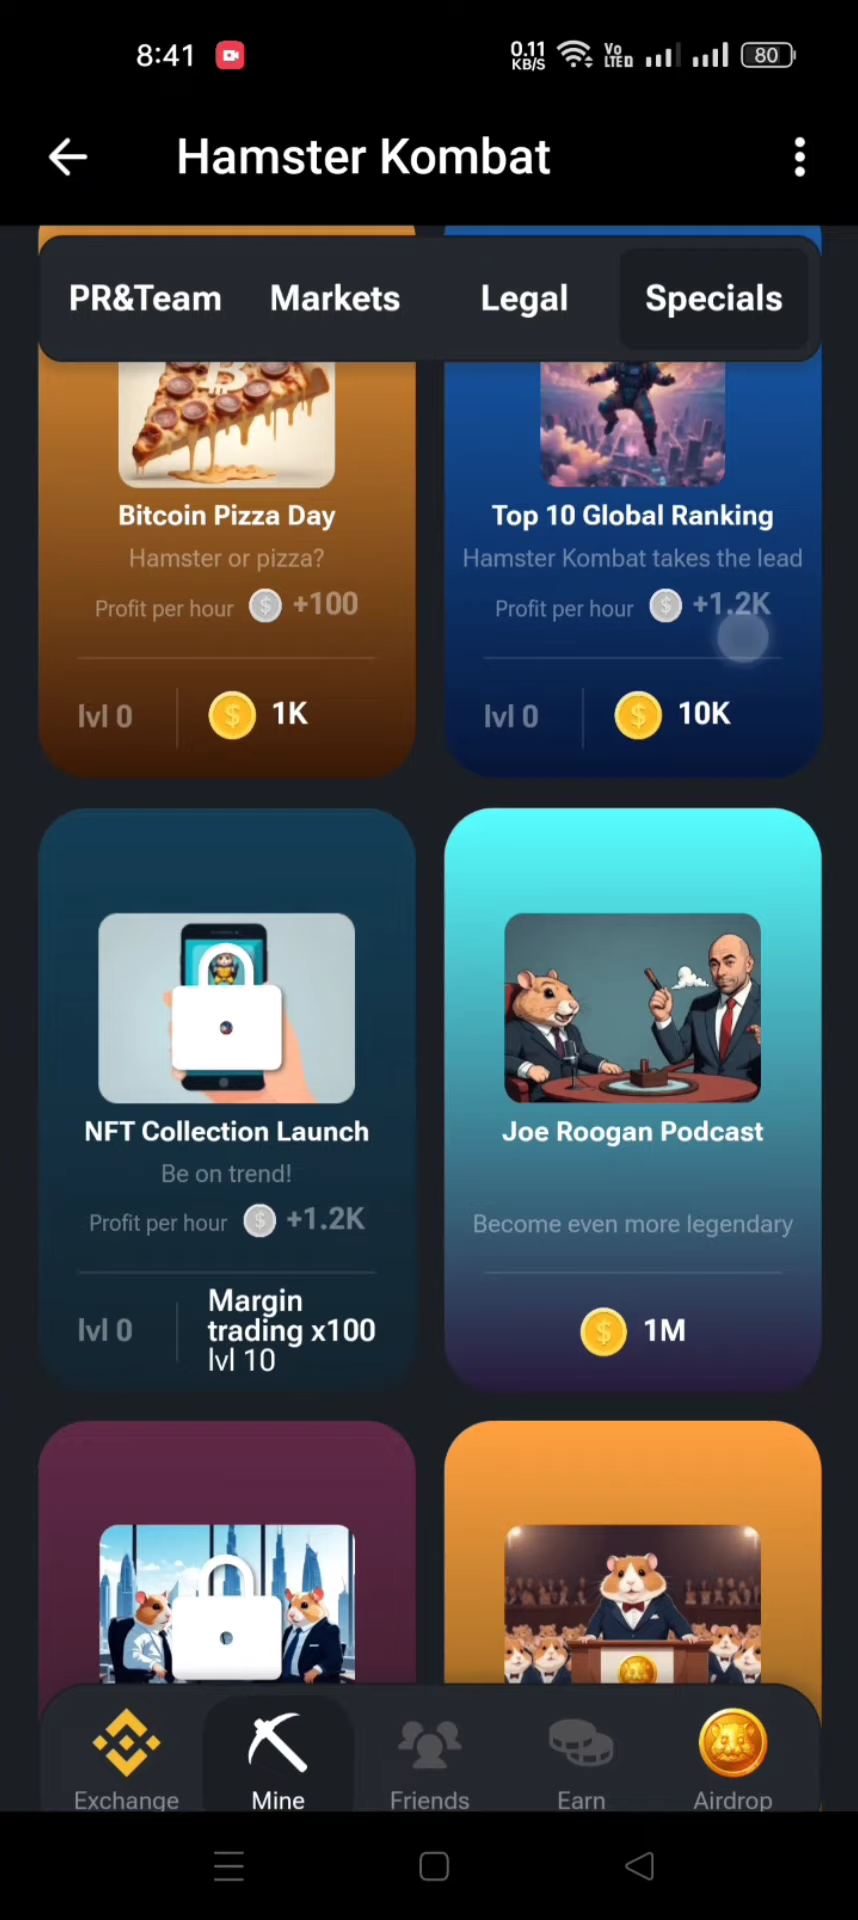 8:41
0.11 KB/S
Vo LTED
80
Hamster Kombat
PR&Team
Markets
Legal
Specials
Bitcoin Pizza Day
Hamster or pizza?
Profit per hour +100
lvl 0
1K
Top 10 Global Ranking
Hamster Kombat takes the lead
Profit per hour +1.2K
lvl 0
10K
NFT Collection Launch
Be on trend!
Profit per hour +1.2K
lvl 0
Margin
trading x100
lvl 10
Joe Roogan Podcast
Become even more legendary
1M
Exchange
Mine
Friends
Earn
Airdrop